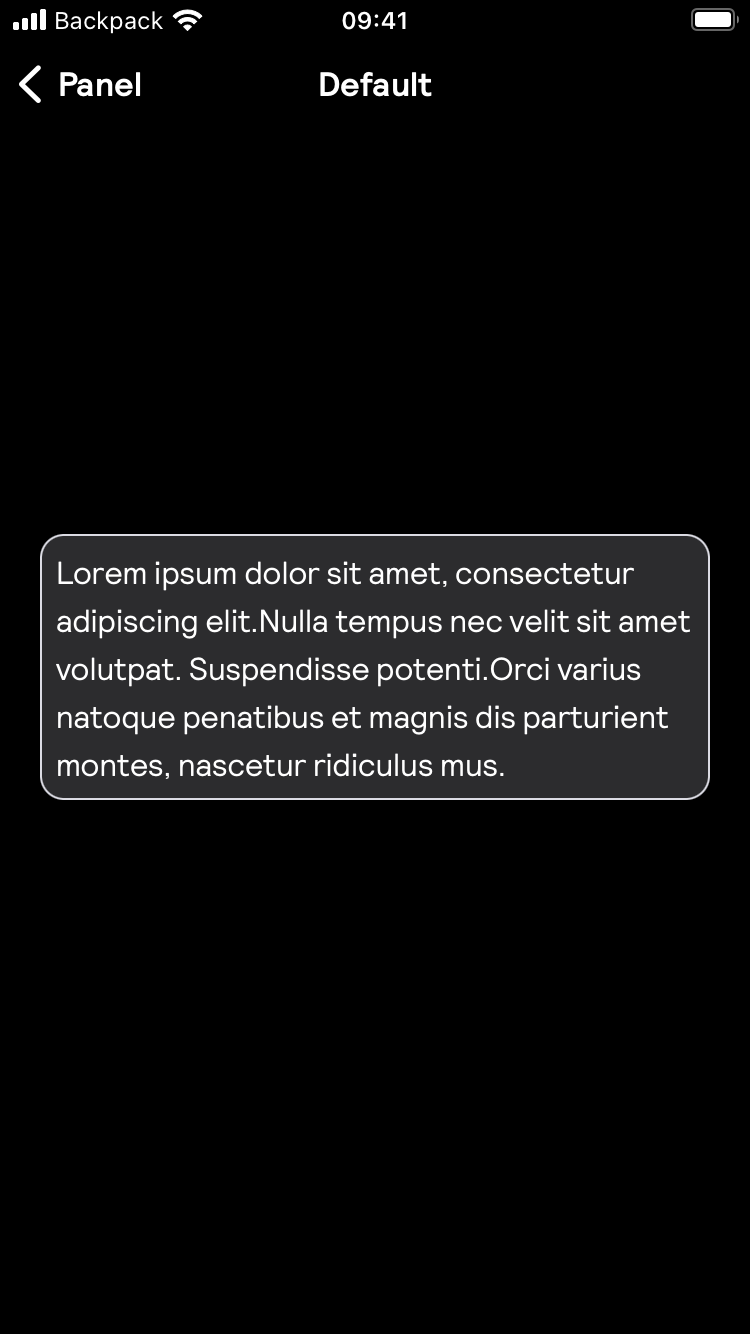 Backpack 09:41
Panel Default
Lorem ipsum dolor sit amet, consectetur
adipiscing elit.Nulla tempus nec velit sit amet
volutpat. Suspendisse potenti.Orci varius
natoque penatibus et magnis dis parturient
montes, nascetur ridiculus mus.